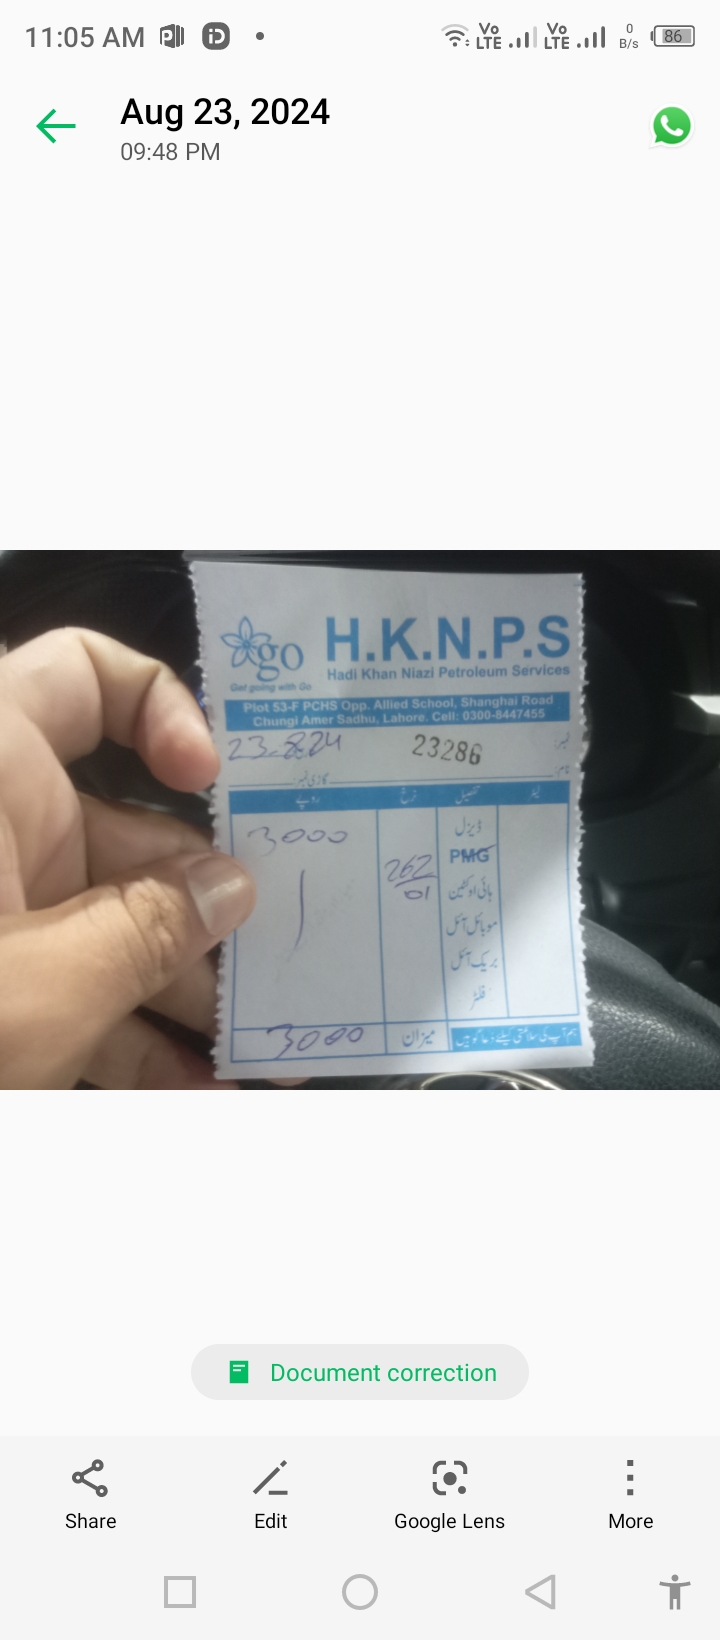 11:05 AM
Vo LTE Vo LTE 0 B/s 86
Aug 23, 2024
09:48 PM
go
Get going with Go
H.K.N.P.S
Hadi Khan Niazi Petroleum Services
Plot 53-F PCHS Opp. Allied School, Shanghai Road
Chungi Amer Sadhu, Lahore. Cell: 0300-8447455
نمبر: 23286 23-8-24
نام: گاڑی نمبر:
لیٹر تفصیل نرخ روپے
ڈیزل 3000
PMG 262/01
ہائی اوکٹین
موبائل آئل
بریک آئل
فلٹر
ہم آپ کی سلامتی کیلئے دعاگو ہیں میزان 3000
Document correction
Share Edit Google Lens More